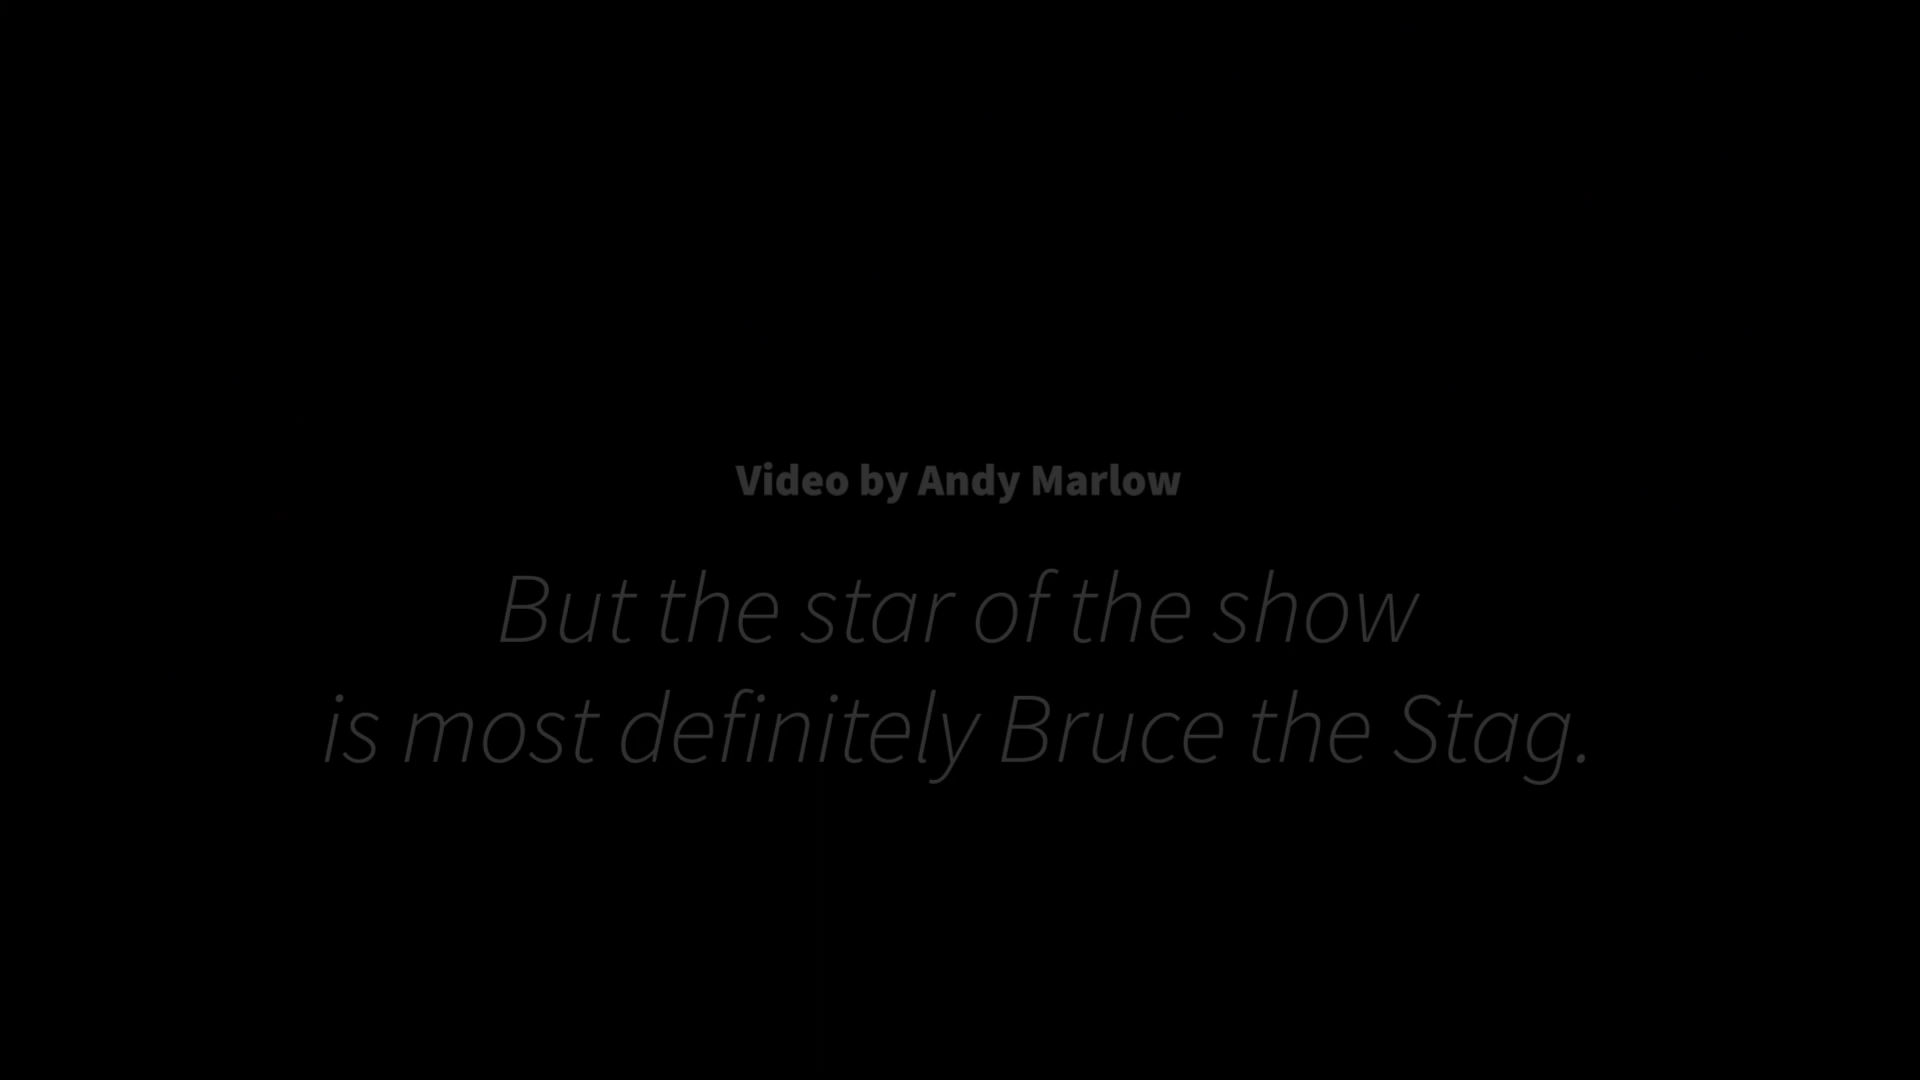 Video by Andy Marlow
But the star of the show
is most definitely Bruce the Stag.